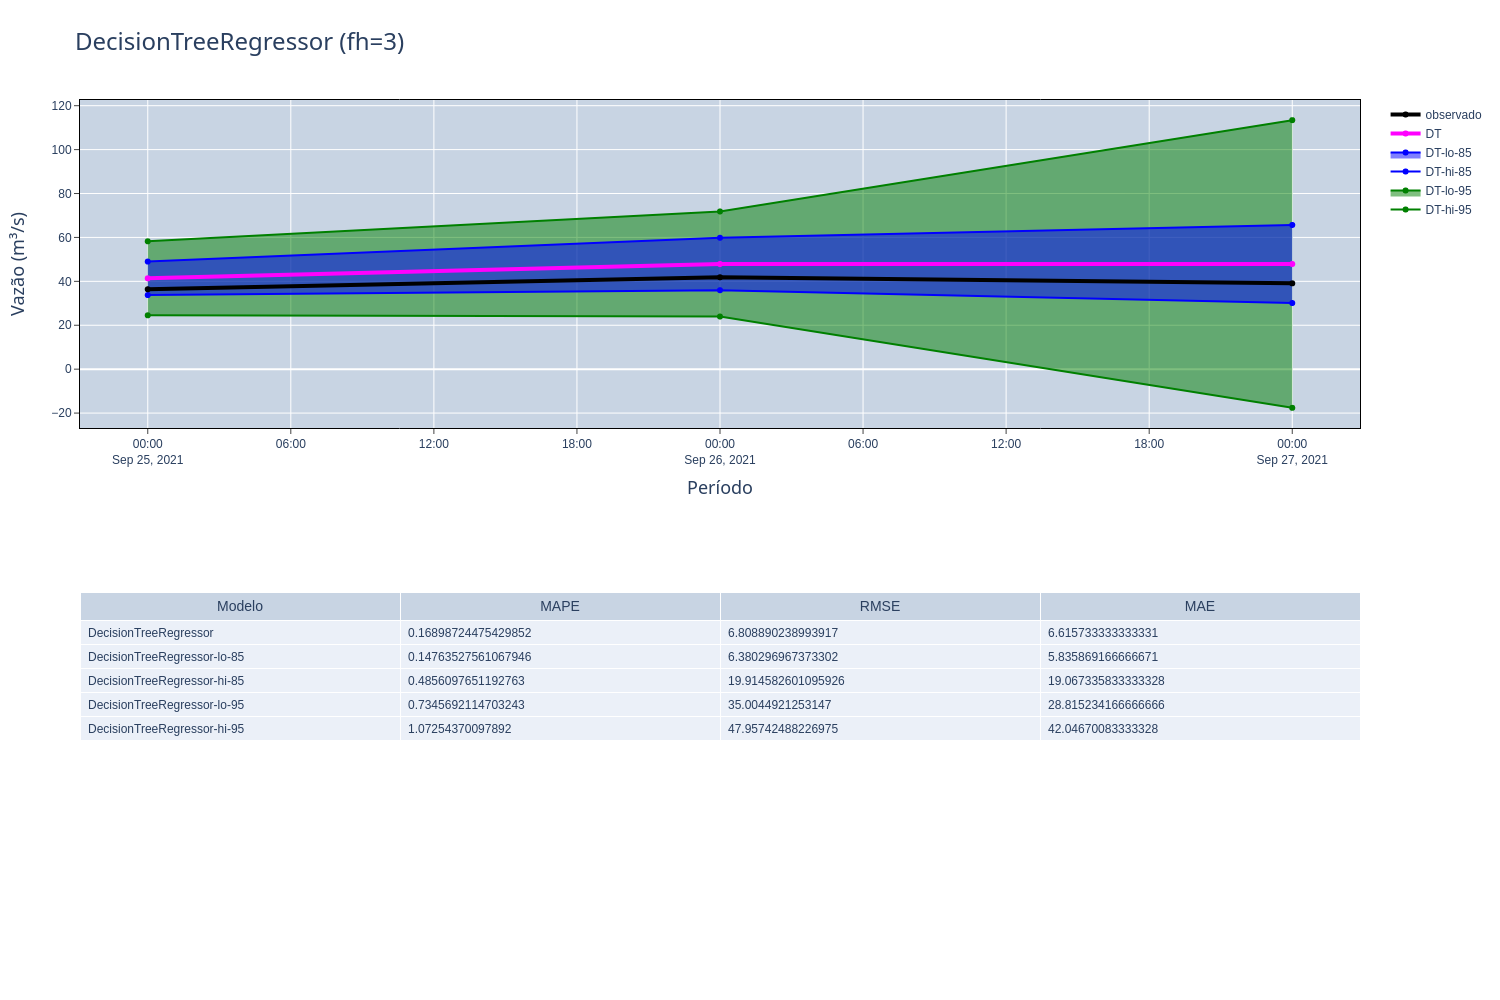 DecisionTreeRegressor (fh=3)
120
100
80
60
40
20
0
−20
Vazão (m³/s)
00:00 06:00 12:00 18:00 00:00 06:00 12:00 18:00 00:00
Sep 25, 2021 Sep 26, 2021 Sep 27, 2021
Período
observado
DT
DT-lo-85
DT-hi-85
DT-lo-95
DT-hi-95
Modelo MAPE RMSE MAE
DecisionTreeRegressor 0.16898724475429852 6.808890238993917 6.615733333333331
DecisionTreeRegressor-lo-85 0.14763527561067946 6.380296967373302 5.835869166666671
DecisionTreeRegressor-hi-85 0.4856097651192763 19.914582601095926 19.067335833333328
DecisionTreeRegressor-lo-95 0.7345692114703243 35.0044921253147 28.815234166666666
DecisionTreeRegressor-hi-95 1.07254370097892 47.95742488226975 42.04670083333328